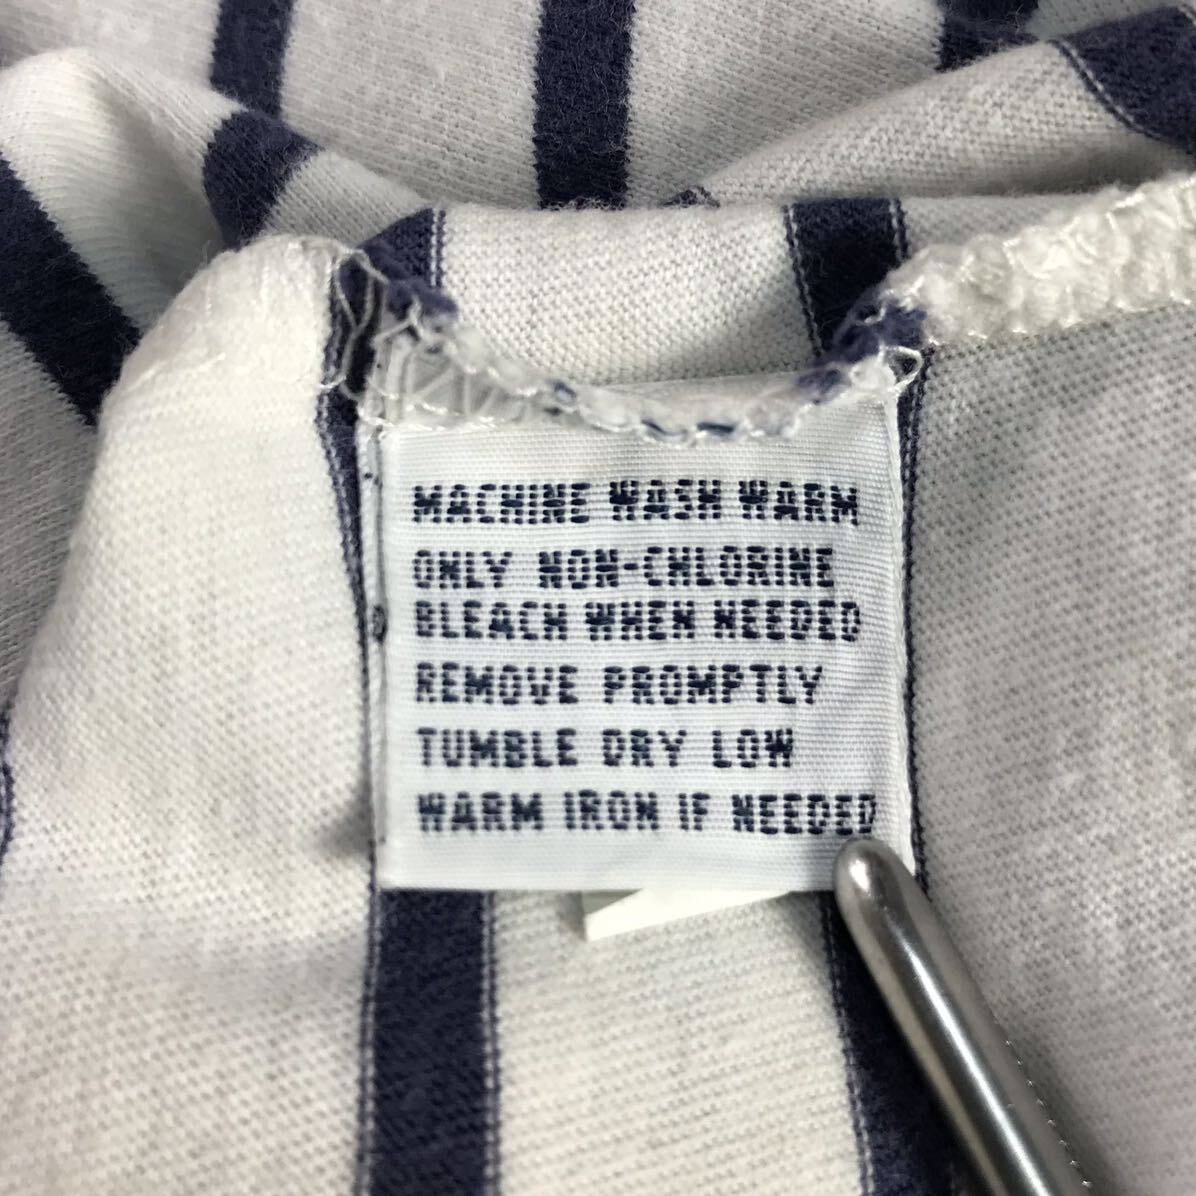 MACHINE WASH WARM
ONLY NON-CHLORINE
BLEACH WHEN NEEDED
REMOVE PROMPTLY
TUMBLE DRY LOW
WARM IRON IF NEEDED